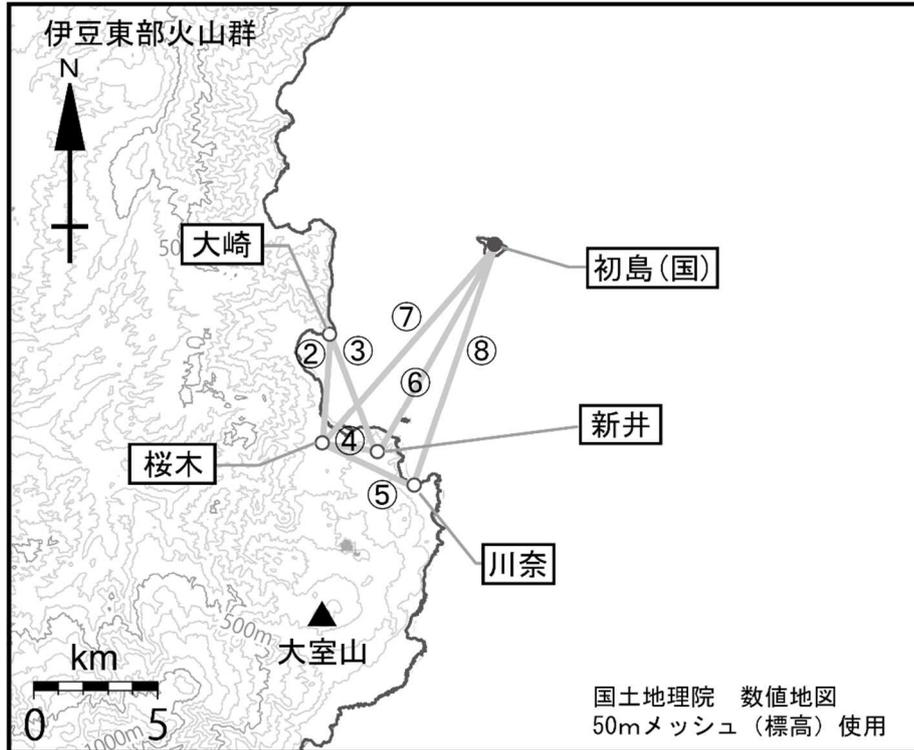 伊豆東部火山群
N
50
大崎
初島(国)
⑦
②
③
⑧
⑥
新井
④
桜木
⑤
川奈
500m
大室山
km
0 5
1000m
国土地理院 数値地図
50mメッシュ(標高)使用